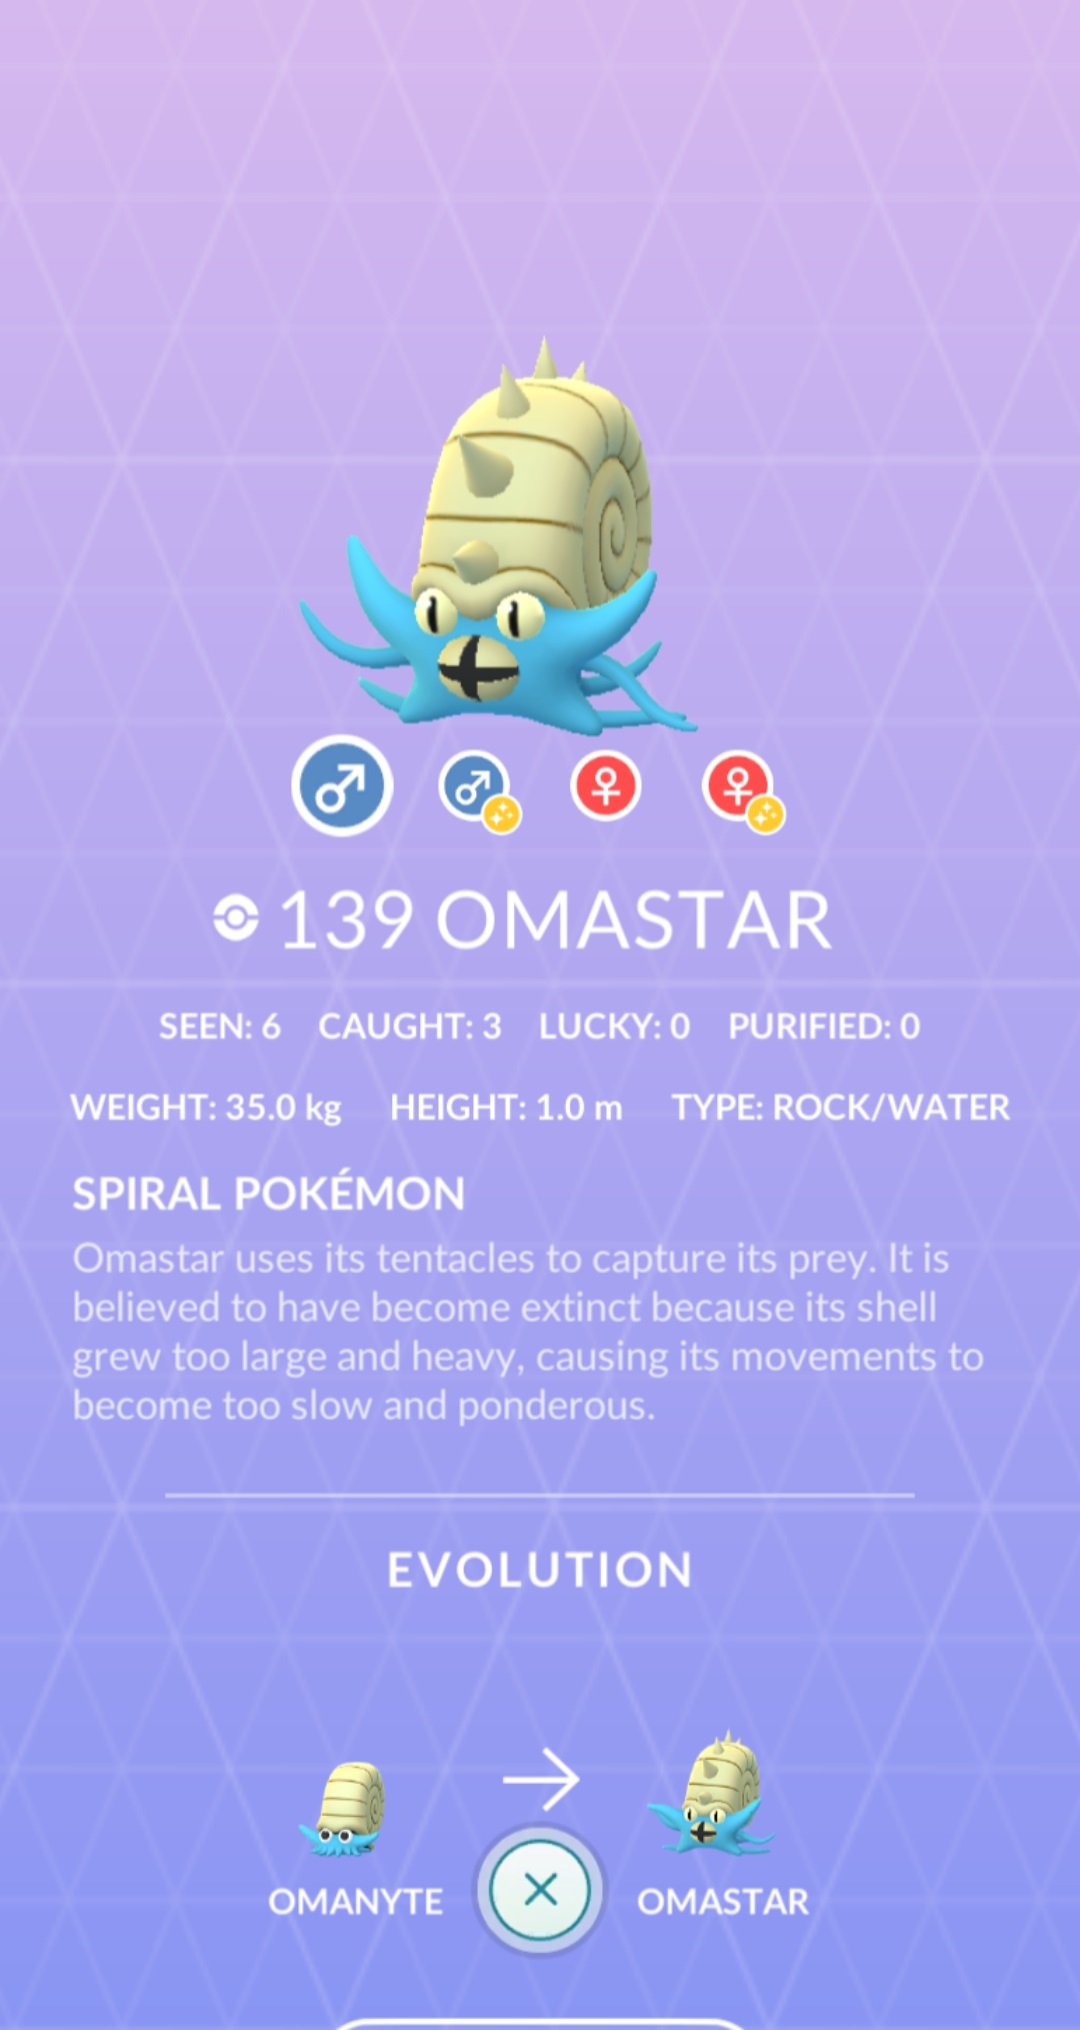 139 OMASTAR
SEEN: 6 CAUGHT: 3 LUCKY: 0 PURIFIED: 0
WEIGHT: 35.0 kg HEIGHT: 1.0 m TYPE: ROCK/WATER
SPIRAL POKÉMON
Omastar uses its tentacles to capture its prey. It is
believed to have become extinct because its shell
grew too large and heavy, causing its movements to
become too slow and ponderous.
EVOLUTION
OMANYTE OMASTAR